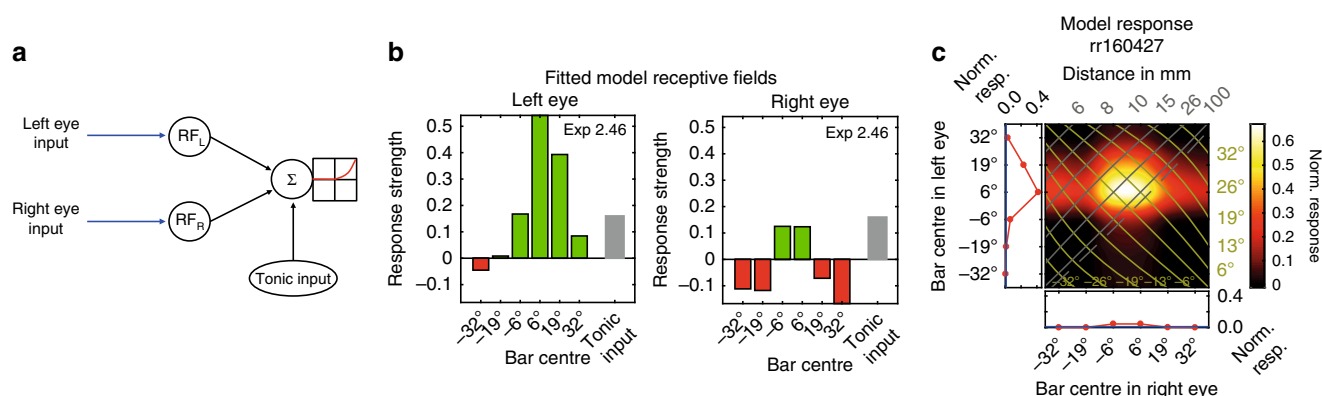 a
Left eye
input
RF_L
Right eye
input
RF_R
Σ
Tonic input
b
Fitted model receptive fields
Left eye
Exp 2.46
Response strength
0.5
0.4
0.3
0.2
0.1
0
−0.1
−32°
−19°
−6°
6°
19°
32°
Tonic
input
Bar centre
Right eye
Exp 2.46
Response strength
0.5
0.4
0.3
0.2
0.1
0
−0.1
−32°
−19°
−6°
6°
19°
32°
Tonic
input
Bar centre
c
Model response
rr160427
Distance in mm
Norm.
resp.
0.0
0.4
6
8
10
15
26
100
Bar centre in left eye
32°
19°
6°
−6°
−19°
−32°
32°
26°
19°
13°
6°
−32°
−26°
−19°
−13°
−6°
0.6
0.5
0.4
0.3
0.2
0.1
0
Norm. response
0.4
0.0
Norm.
resp.
−32°
−19°
−6°
6°
19°
32°
Bar centre in right eye